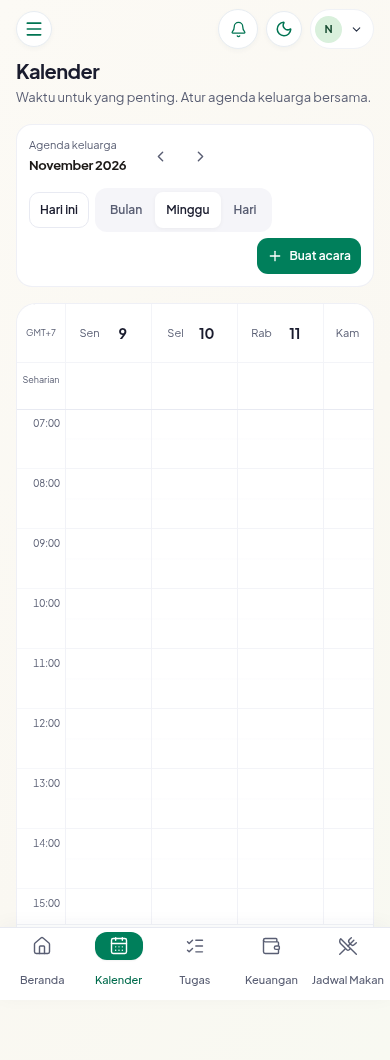 N
Kalender
Waktu untuk yang penting. Atur agenda keluarga bersama.
Agenda keluarga
November 2026
Hari ini Bulan Minggu Hari
Buat acara
GMT+7 Sen 9 Sel 10 Rab 11 Kam
Seharian
07:00
08:00
09:00
10:00
11:00
12:00
13:00
14:00
15:00
Beranda Kalender Tugas Keuangan Jadwal Makan